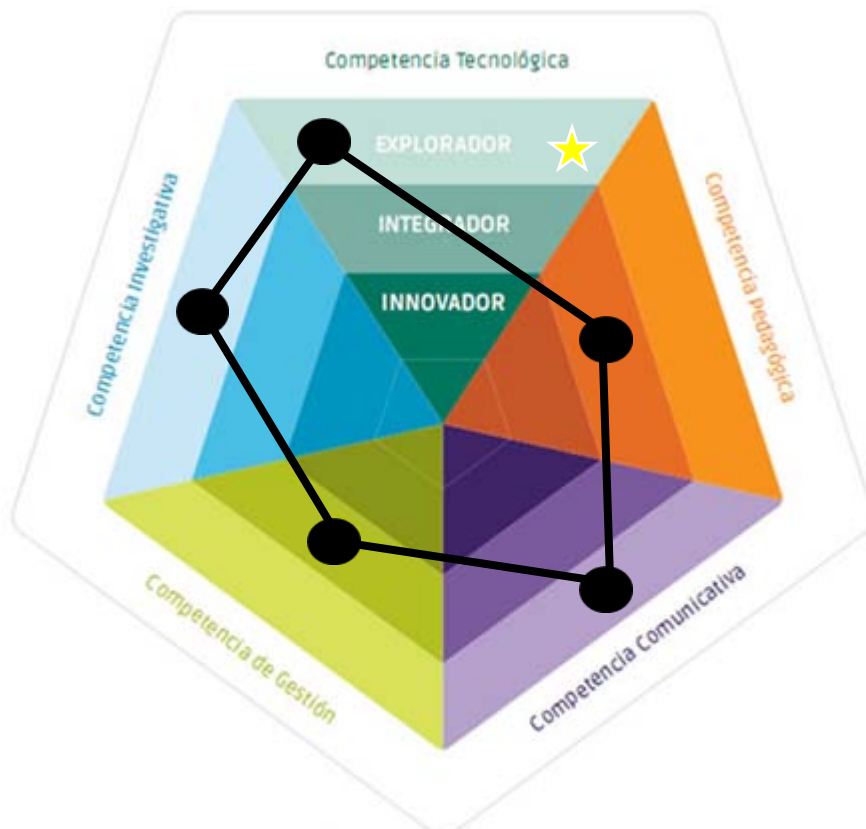 Competencia Tecnológica
EXPLORADOR
INTEGRADOR
INNOVADOR
Competencia Investigativa
Competencia Pedagógica
Competencia de Gestión
Competencia Comunicativa